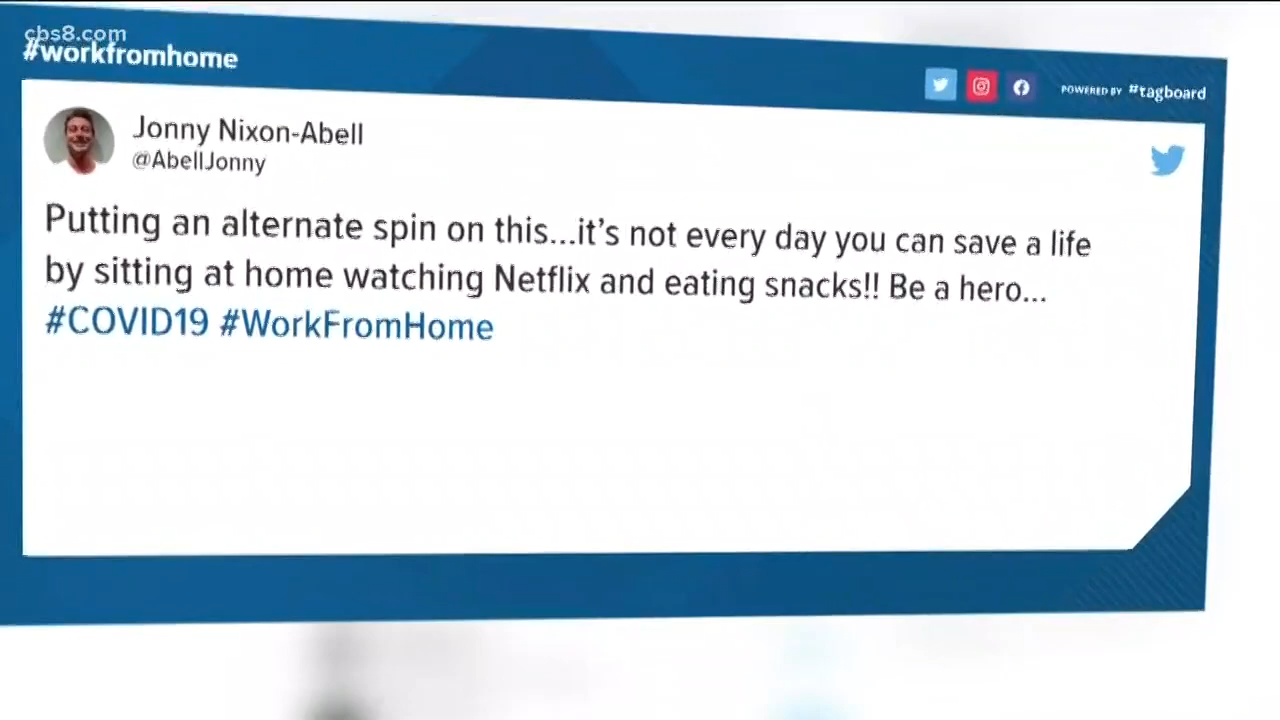 cbs8.com
#workfromhome
POWERED BY #tagboard
Jonny Nixon-Abell
@AbellJonny
Putting an alternate spin on this...it's not every day you can save a life
by sitting at home watching Netflix and eating snacks!! Be a hero...
#COVID19 #WorkFromHome